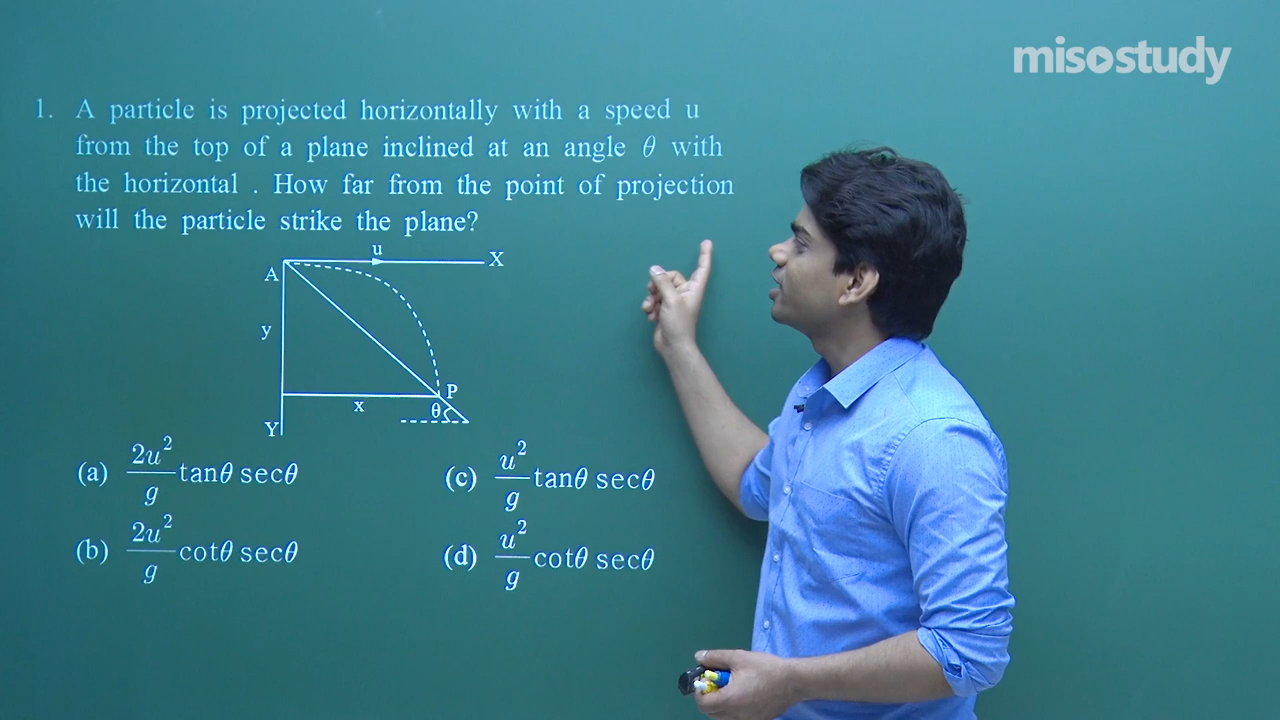 misostudy
1. A particle is projected horizontally with a speed u
from the top of a plane inclined at an angle θ with
the horizontal . How far from the point of projection
will the particle strike the plane?
u
X
A
y
P
x
θ
Y
(a) 2u²/g tanθ secθ
(c) u²/g tanθ secθ
(b) 2u²/g cotθ secθ
(d) u²/g cotθ secθ